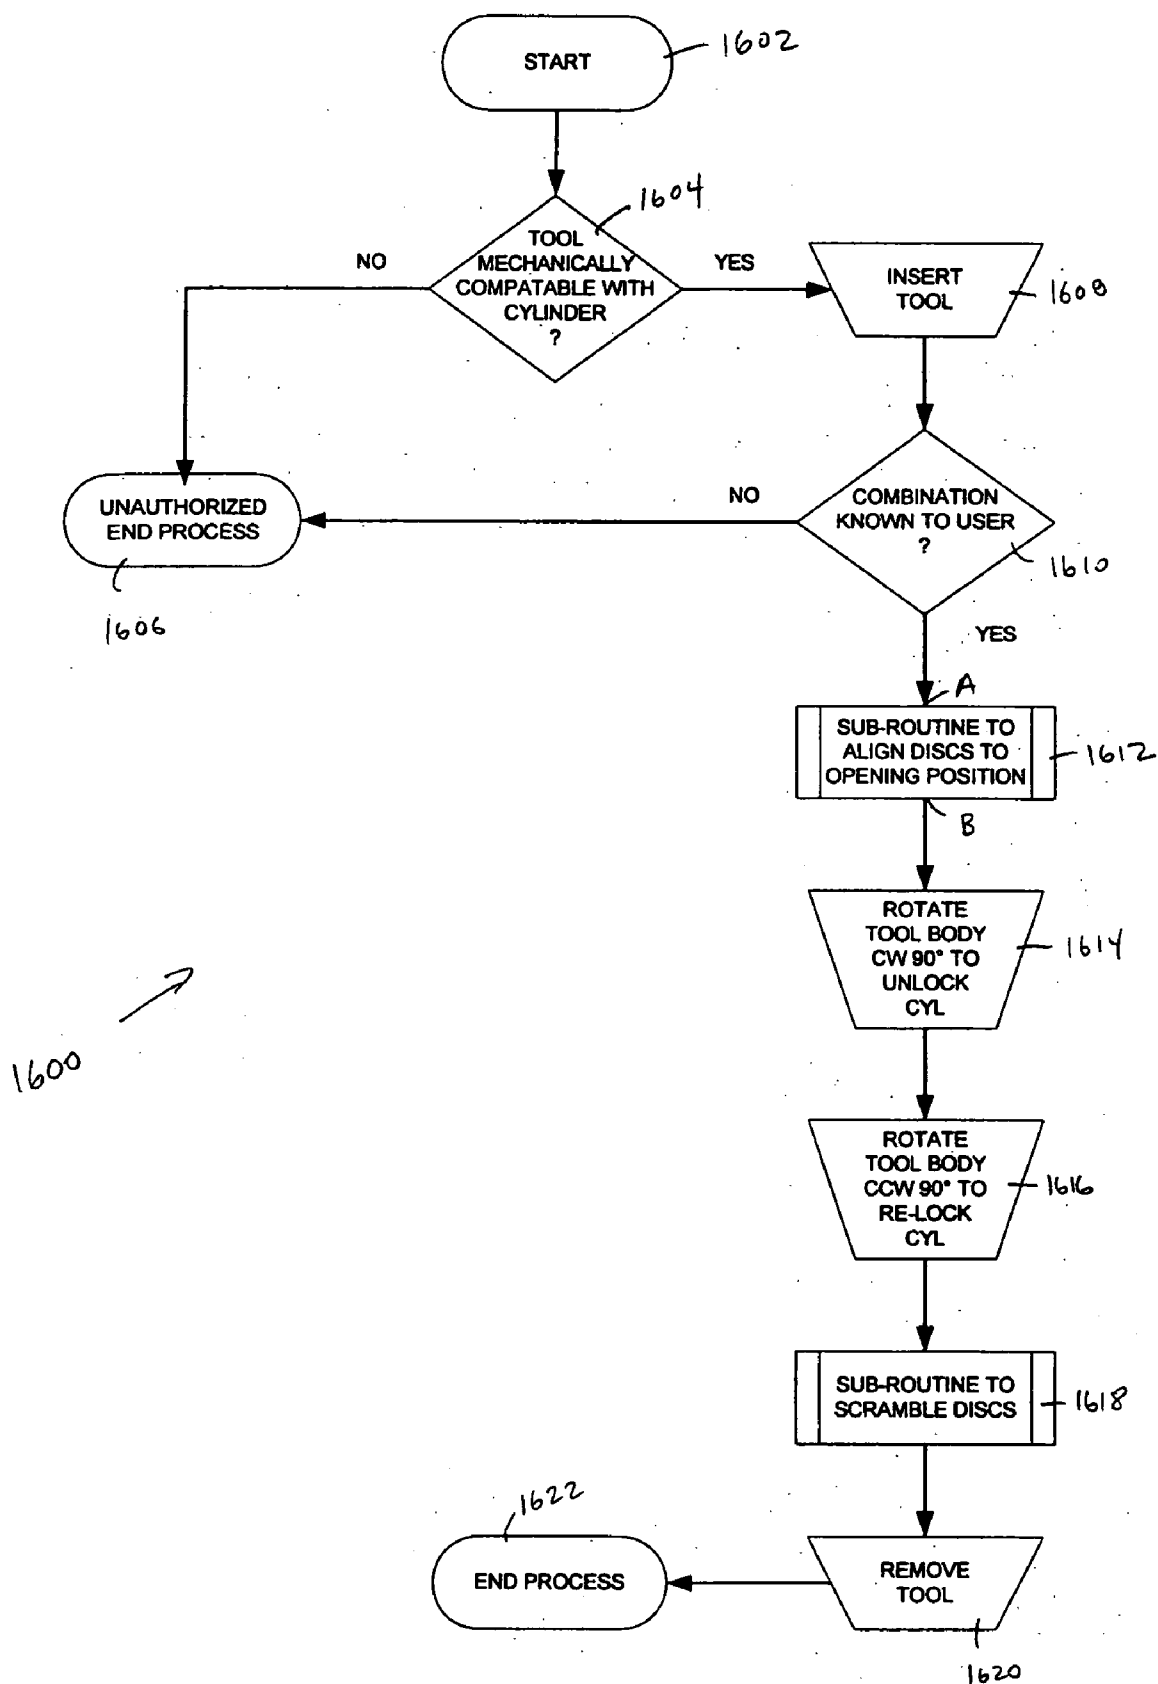 START
1602
1604
TOOL
MECHANICALLY
COMPATABLE WITH
CYLINDER
?
NO
YES
INSERT
TOOL
1608
UNAUTHORIZED
END PROCESS
1606
NO
COMBINATION
KNOWN TO USER
?
1610
YES
A
SUB-ROUTINE TO
ALIGN DISCS TO
OPENING POSITION
1612
B
ROTATE
TOOL BODY
CW 90° TO
UNLOCK
CYL
1614
1600
ROTATE
TOOL BODY
CCW 90° TO
RE-LOCK
CYL
1616
SUB-ROUTINE TO
SCRAMBLE DISCS
1618
1622
END PROCESS
REMOVE
TOOL
1620